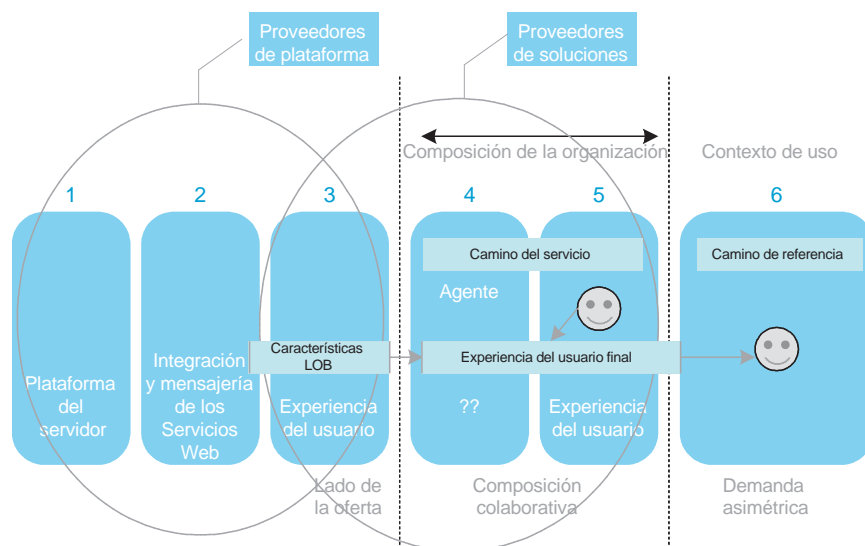 Proveedores
de plataforma
Proveedores
de soluciones
Composición de la organización
Contexto de uso
1
2
3
4
5
6
Camino del servicio
Camino de referencia
Agente
Características
LOB
Experiencia del usuario final
Plataforma
del
servidor
Integración
y mensajería
de los
Servicios
Web
Experiencia
del usuario
??
Experiencia
del usuario
Lado de
la oferta
Composición
colaborativa
Demanda
asimétrica